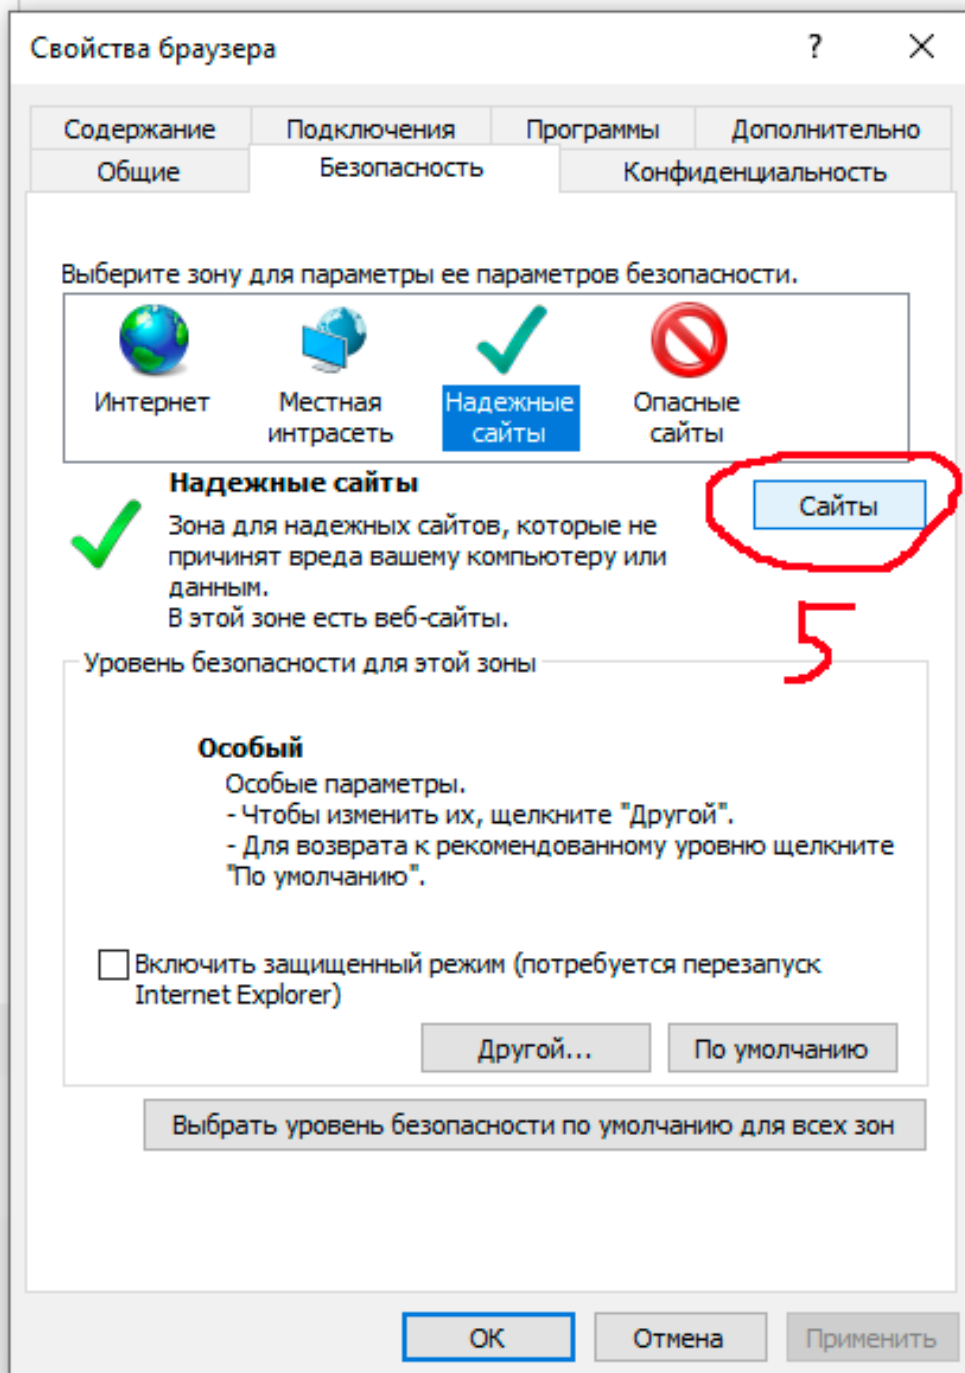 Свойства браузера
?
Содержание Подключения Программы Дополнительно
Общие Безопасность Конфиденциальность
Выберите зону для параметры ее параметров безопасности.
Интернет
Местная
интрасеть
Надежные
сайты
Опасные
сайты
Надежные сайты
Сайты
Зона для надежных сайтов, которые не
причинят вреда вашему компьютеру или
данным.
В этой зоне есть веб-сайты.
5
Уровень безопасности для этой зоны
Особый
Особые параметры.
- Чтобы изменить их, щелкните "Другой".
- Для возврата к рекомендованному уровню щелкните
"По умолчанию".
Включить защищенный режим (потребуется перезапуск
Internet Explorer)
Другой... По умолчанию
Выбрать уровень безопасности по умолчанию для всех зон
ОК Отмена Применить